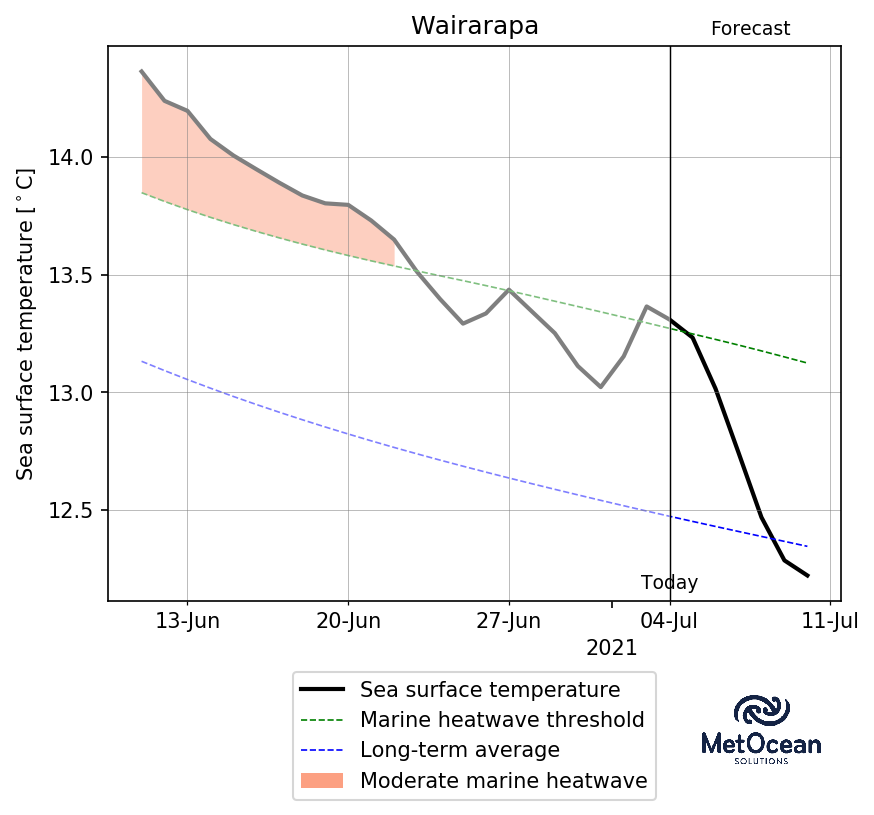 Wairarapa
Forecast
Sea surface temperature [°C]
14.0
13.5
13.0
12.5
Today
13-Jun
20-Jun
27-Jun
04-Jul
11-Jul
2021
Sea surface temperature
Marine heatwave threshold
Long-term average
Moderate marine heatwave
MetOcean
SOLUTIONS